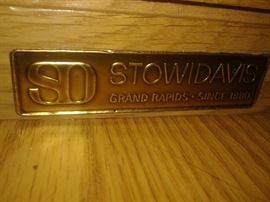 SD STOW/DAVIS
GRAND RAPIDS • SINCE 1880